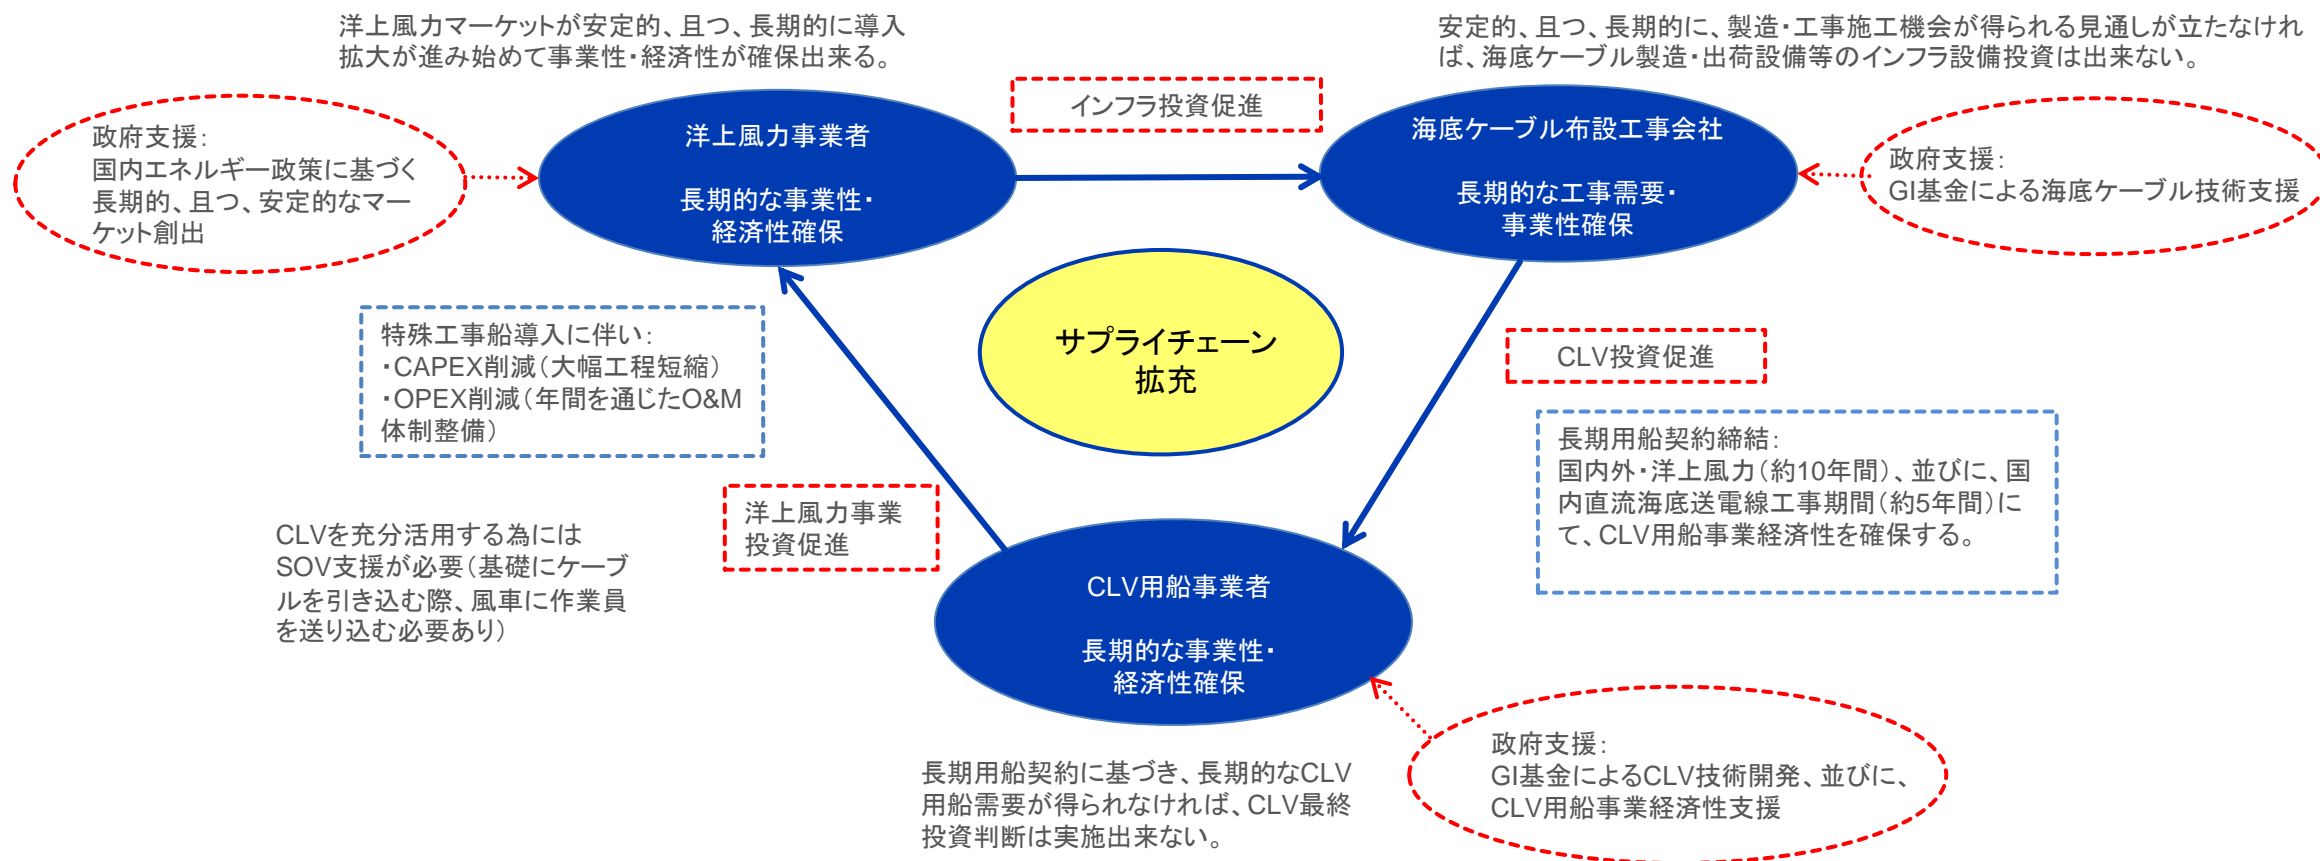 洋上風力マーケットが安定的、且つ、長期的に導入
拡大が進み始めて事業性・経済性が確保出来る。
安定的、且つ、長期的に、製造・工事施工機会が得られる見通しが立たなけれ
ば、海底ケーブル製造・出荷設備等のインフラ設備投資は出来ない。
政府支援：
国内エネルギー政策に基づく
長期的、且つ、安定的なマー
ケット創出
洋上風力事業者
長期的な事業性・
経済性確保
インフラ投資促進
海底ケーブル布設工事会社
長期的な工事需要・
事業性確保
政府支援：
GI基金による海底ケーブル技術支援
特殊工事船導入に伴い：
・CAPEX削減（大幅工程短縮）
・OPEX削減（年間を通じたO&M
体制整備）
サプライチェーン
拡充
CLV投資促進
長期用船契約締結：
国内外・洋上風力（約10年間）、並びに、国
内直流海底送電線工事期間（約5年間）に
て、CLV用船事業経済性を確保する。
洋上風力事業
投資促進
CLVを充分活用する為には
SOV支援が必要（基礎にケーブ
ルを引き込む際、風車に作業員
を送り込む必要あり）
CLV用船事業者
長期的な事業性・
経済性確保
長期用船契約に基づき、長期的なCLV
用船需要が得られなければ、CLV最終
投資判断は実施出来ない。
政府支援：
GI基金によるCLV技術開発、並びに、
CLV用船事業経済性支援